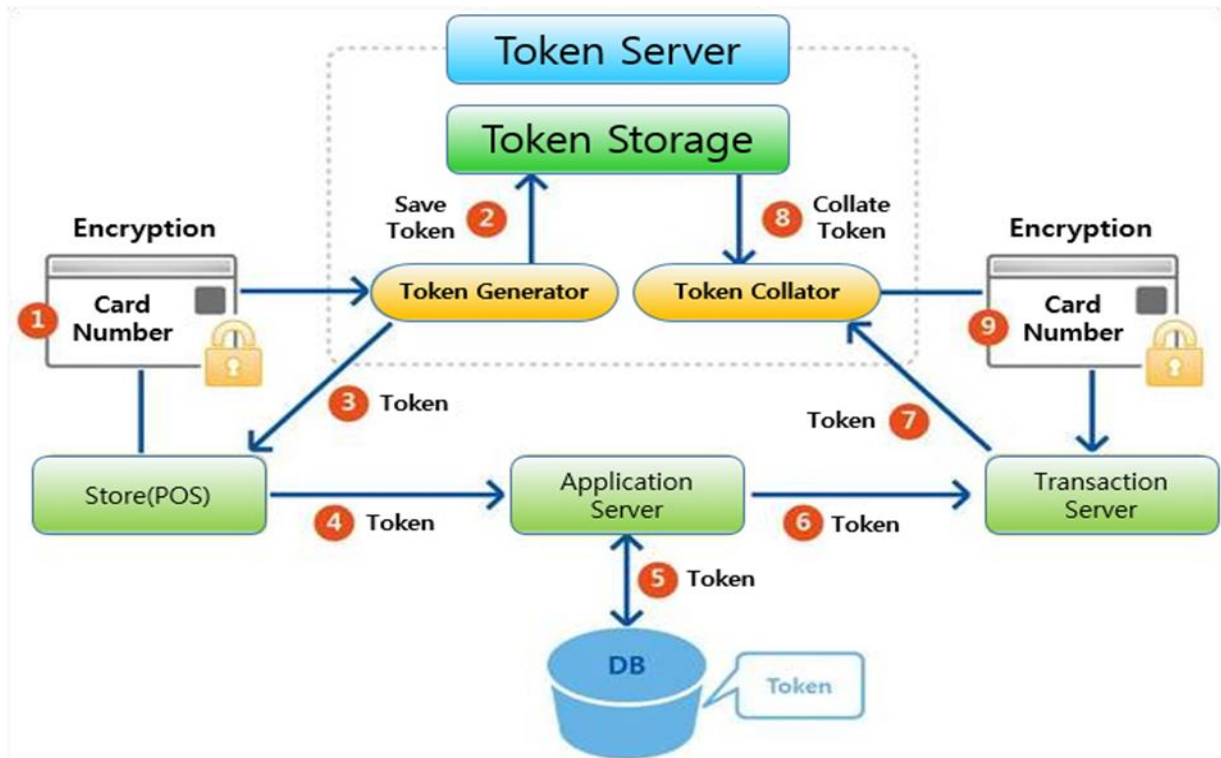 Token Server
Token Storage
Save
Token
2
8
Collate
Token
Encryption
Encryption
Token Generator
Token Collator
1
Card
Number
9
Card
Number
3
Token
Token
7
Store(POS)
Application
Server
Transaction
Server
4
Token
6
Token
5
Token
DB
Token